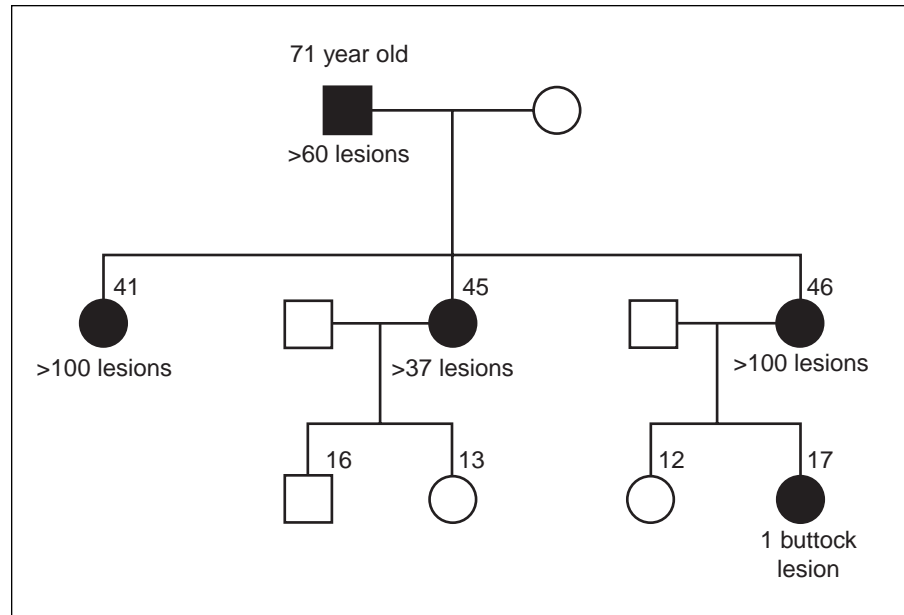 71 year old
>60 lesions
41
45
46
>100 lesions
>37 lesions
>100 lesions
16
13
12
17
1 buttock
lesion